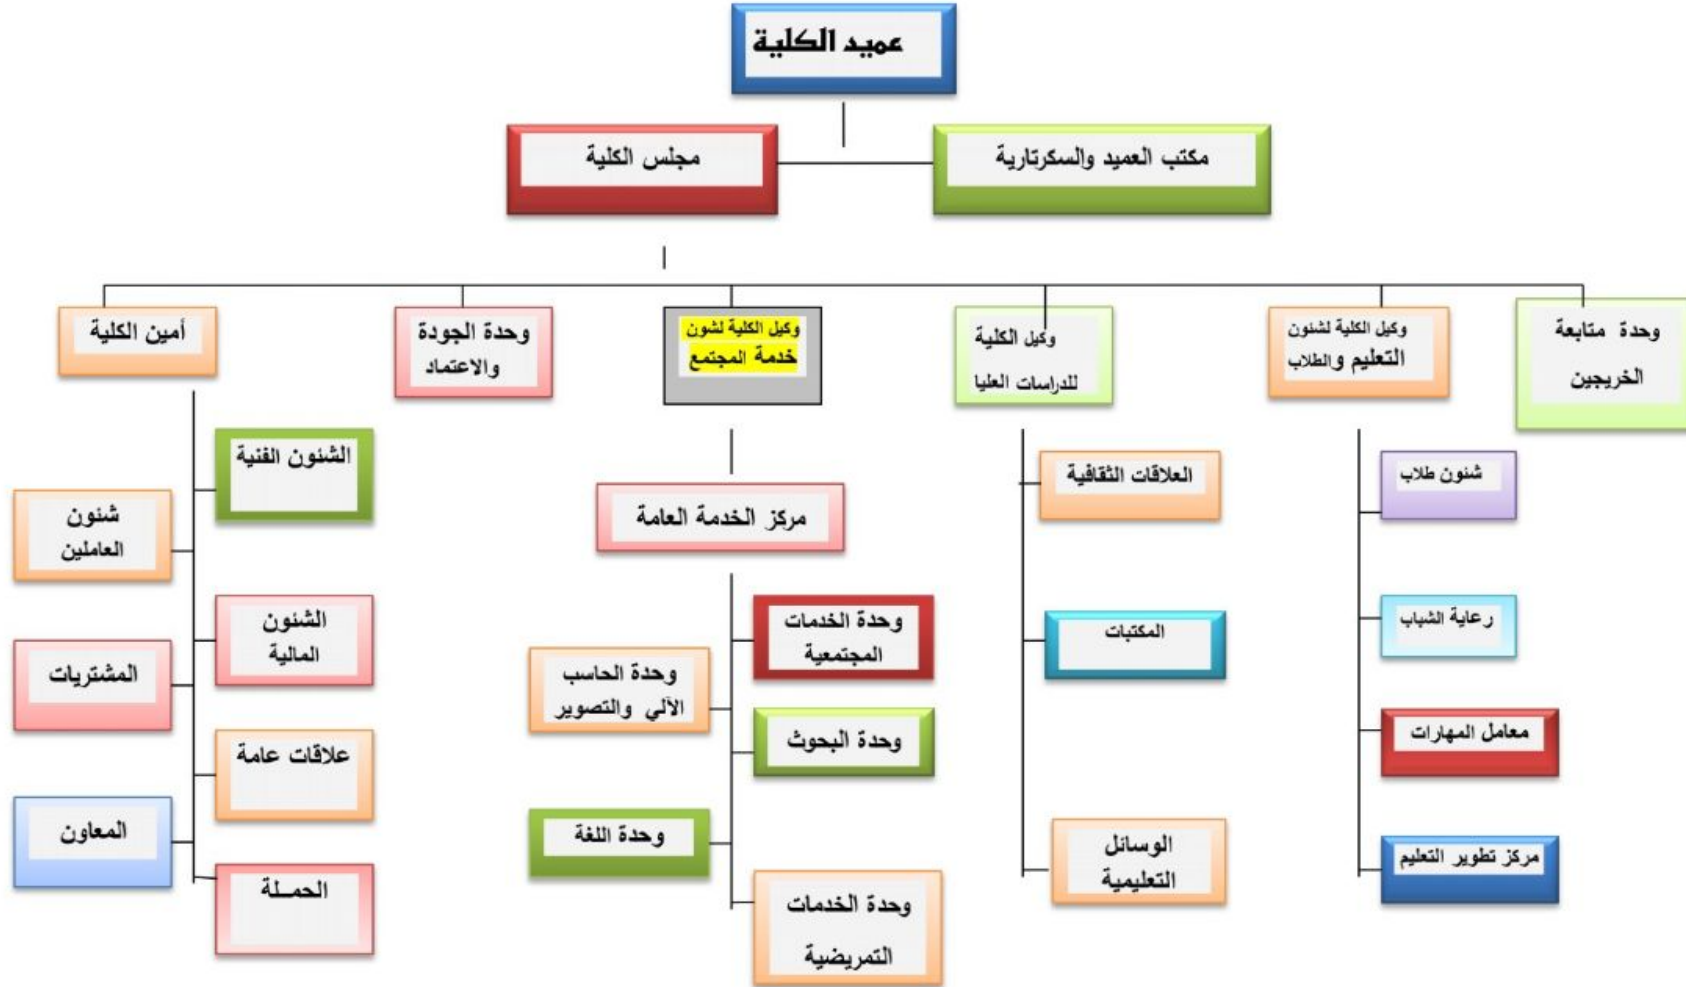 عميد الكلية
مجلس الكلية
مكتب العميد والسكرتارية
وحدة متابعة
الخريجين
وكيل الكلية لشئون
التعليم والطلاب
وكيل الكلية
للدراسات العليا
وكيل الكلية لشون
خدمة المجتمع
وحدة الجودة
والاعتماد
أمين الكلية
شئون طلاب
رعاية الشباب
معامل المهارات
مركز تطوير التعليم
العلاقات الثقافية
المكتبات
الوسائل
التعليمية
مركز الخدمة العامة
وحدة الخدمات
المجتمعية
وحدة الحاسب
الآلي والتصوير
وحدة البحوث
وحدة اللغة
وحدة الخدمات
التمريضية
الشئون الفنية
شئون
العاملين
الشئون
المالية
المشتريات
علاقات عامة
المعاون
الحمــلة